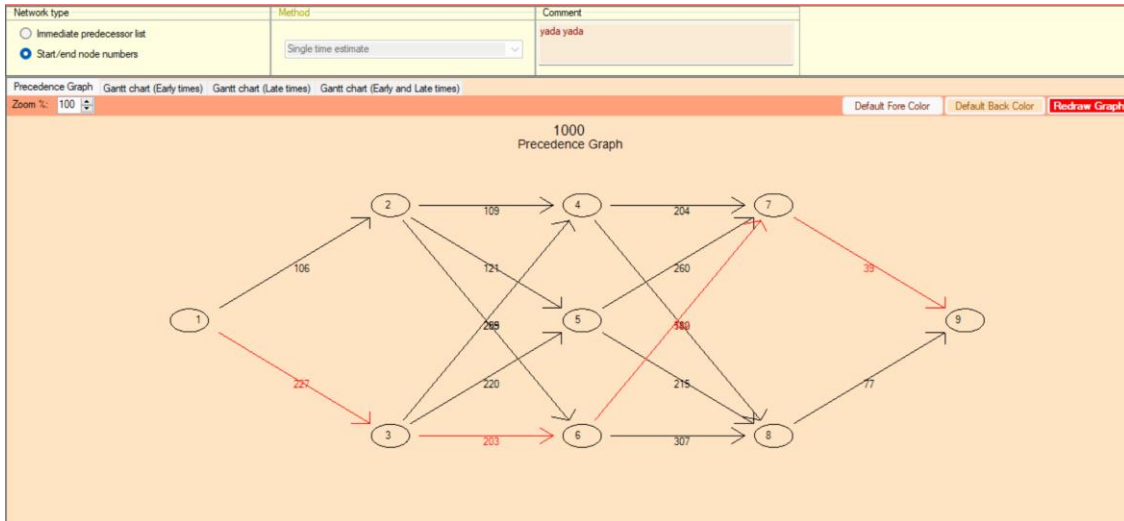 Network type
Immediate predecessor list
Start/end node numbers
Method
Single time estimate
Comment
yada yada
Precedence Graph Gantt chart (Early times) Gantt chart (Late times) Gantt chart (Early and Late times)
Zoom %: 100
Default Fore Color Default Back Color Redraw Graph
1000
Precedence Graph
2 109 4 204 7
106 121 260 39
1 5 9
227 220 215 77
3 203 6 307 8